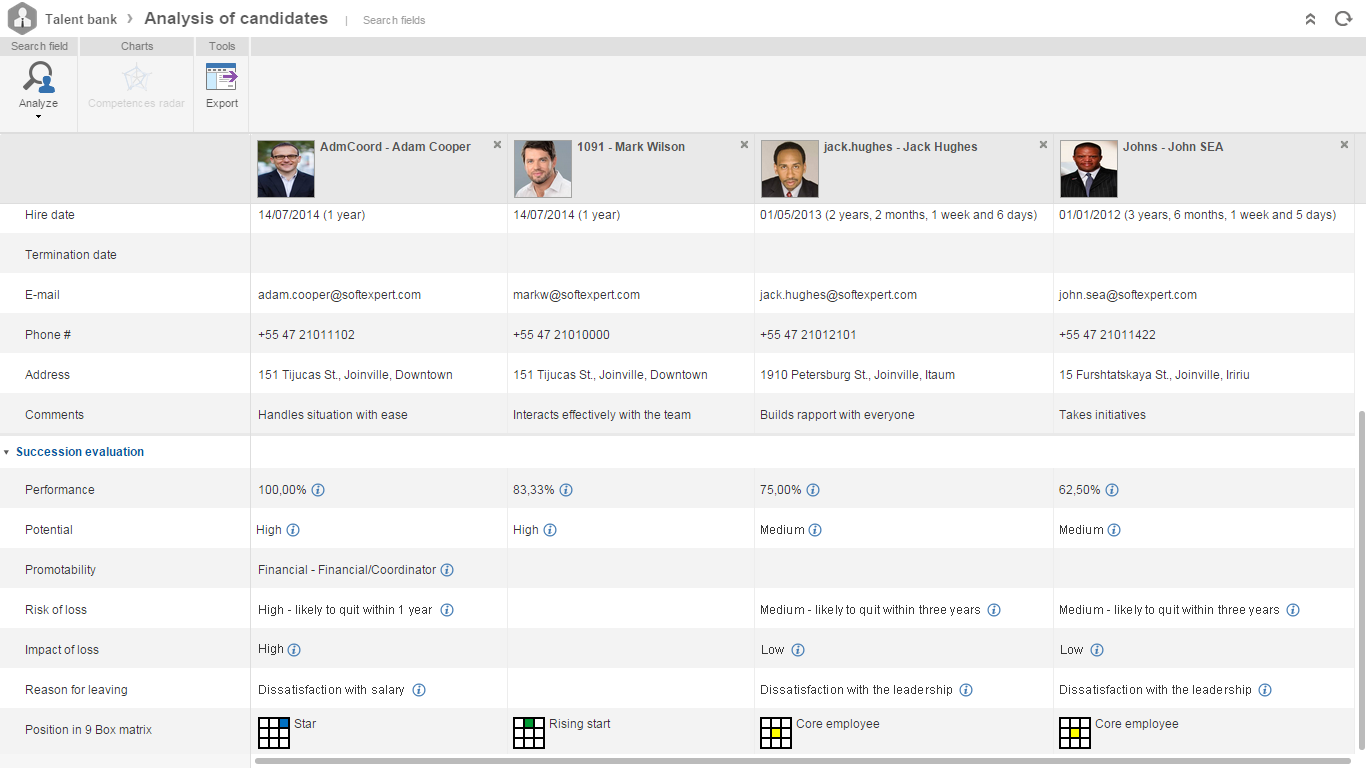 Talent bank › Analysis of candidates | Search fields
Search field Charts Tools
Analyze Competences radar Export
AdmCoord - Adam Cooper 1091 - Mark Wilson jack.hughes - Jack Hughes Johns - John SEA
Hire date 14/07/2014 (1 year) 14/07/2014 (1 year) 01/05/2013 (2 years, 2 months, 1 week and 6 days) 01/01/2012 (3 years, 6 months, 1 week and 5 days)
Termination date
E-mail adam.cooper@softexpert.com markw@softexpert.com jack.hughes@softexpert.com john.sea@softexpert.com
Phone # +55 47 21011102 +55 47 21010000 +55 47 21012101 +55 47 21011422
Address 151 Tijucas St., Joinville, Downtown 151 Tijucas St., Joinville, Downtown 1910 Petersburg St., Joinville, Itaum 15 Furshtatskaya St., Joinville, Iririu
Comments Handles situation with ease Interacts effectively with the team Builds rapport with everyone Takes initiatives
Succession evaluation
Performance 100,00% 83,33% 75,00% 62,50%
Potential High High Medium Medium
Promotability Financial - Financial/Coordinator
Risk of loss High - likely to quit within 1 year Medium - likely to quit within three years Medium - likely to quit within three years
Impact of loss High Low Low
Reason for leaving Dissatisfaction with salary Dissatisfaction with the leadership Dissatisfaction with the leadership
Position in 9 Box matrix Star Rising start Core employee Core employee